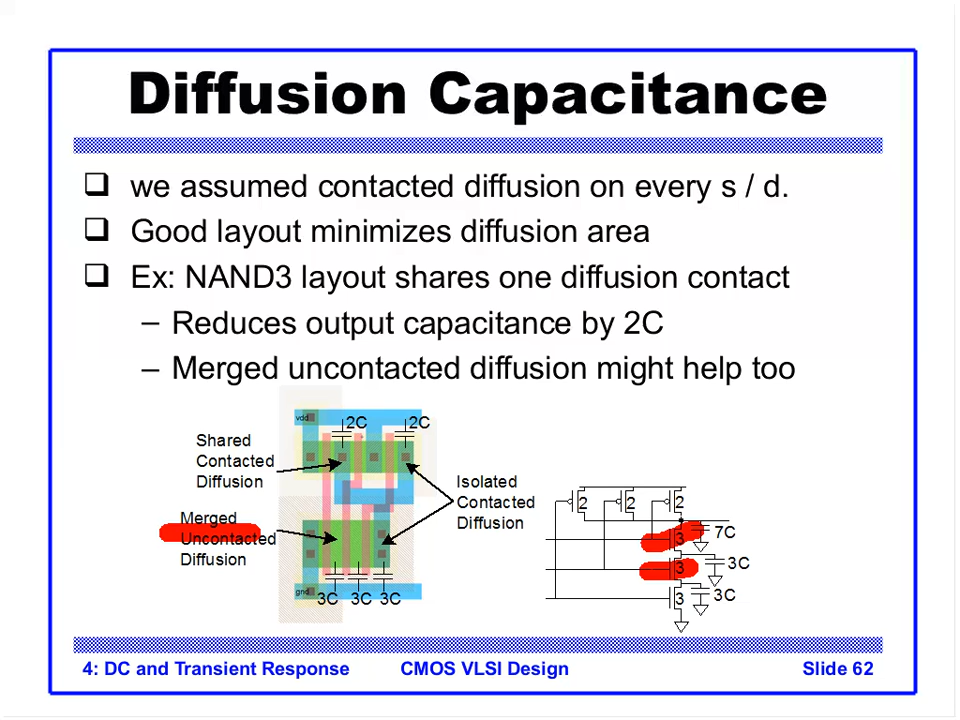 Diffusion Capacitance
we assumed contacted diffusion on every s / d.
Good layout minimizes diffusion area
Ex: NAND3 layout shares one diffusion contact
– Reduces output capacitance by 2C
– Merged uncontacted diffusion might help too
vdd 2C 2C
Shared
Contacted
Diffusion
Isolated
Contacted
Diffusion
Merged
Uncontacted
Diffusion
gnd 3C 3C 3C
2 2 2
3 7C
3 3C
3 3C
4: DC and Transient Response CMOS VLSI Design Slide 62